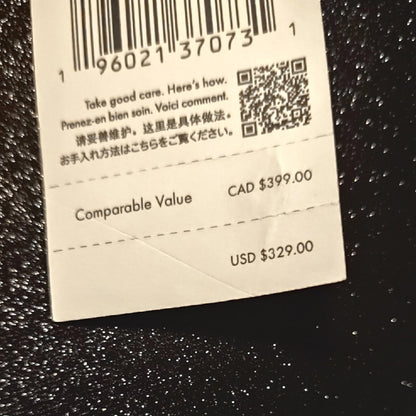 1 96021 37073 1
Take good care. Here's how.
Prenez-en bien soin. Voici comment.
请妥善维护。这里是具体做法。
お手入れ方法はこちらをご覧ください。
Comparable Value CAD $399.00
USD $329.00